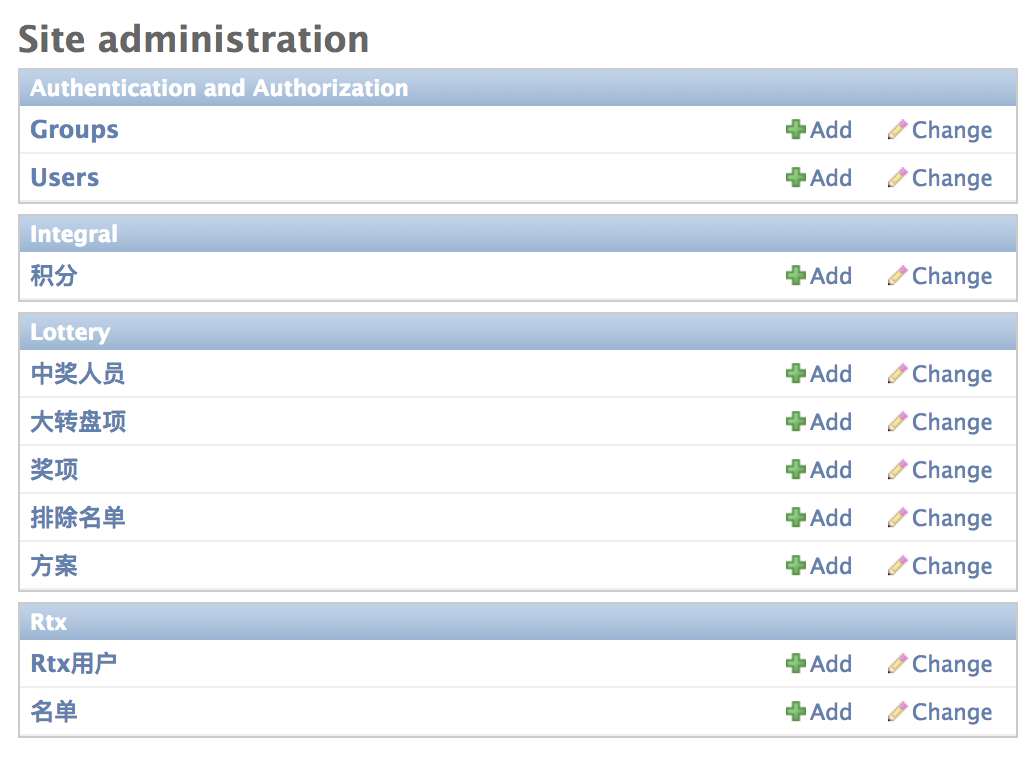 Site administration
Authentication and Authorization
Groups Add Change
Users Add Change
Integral
积分 Add Change
Lottery
中奖人员 Add Change
大转盘项 Add Change
奖项 Add Change
排除名单 Add Change
方案 Add Change
Rtx
Rtx用户 Add Change
名单 Add Change